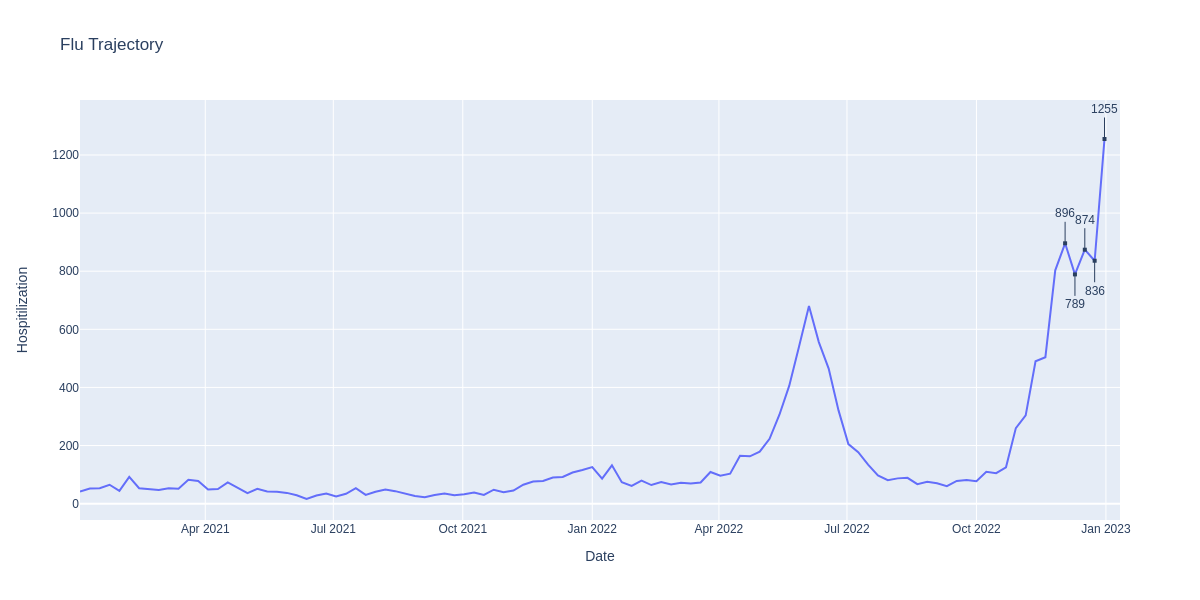 Flu Trajectory
1255
1200
1000
896
874
800
836
789
600
400
200
0
Hospitilization
Apr 2021
Jul 2021
Oct 2021
Jan 2022
Apr 2022
Jul 2022
Oct 2022
Jan 2023
Date